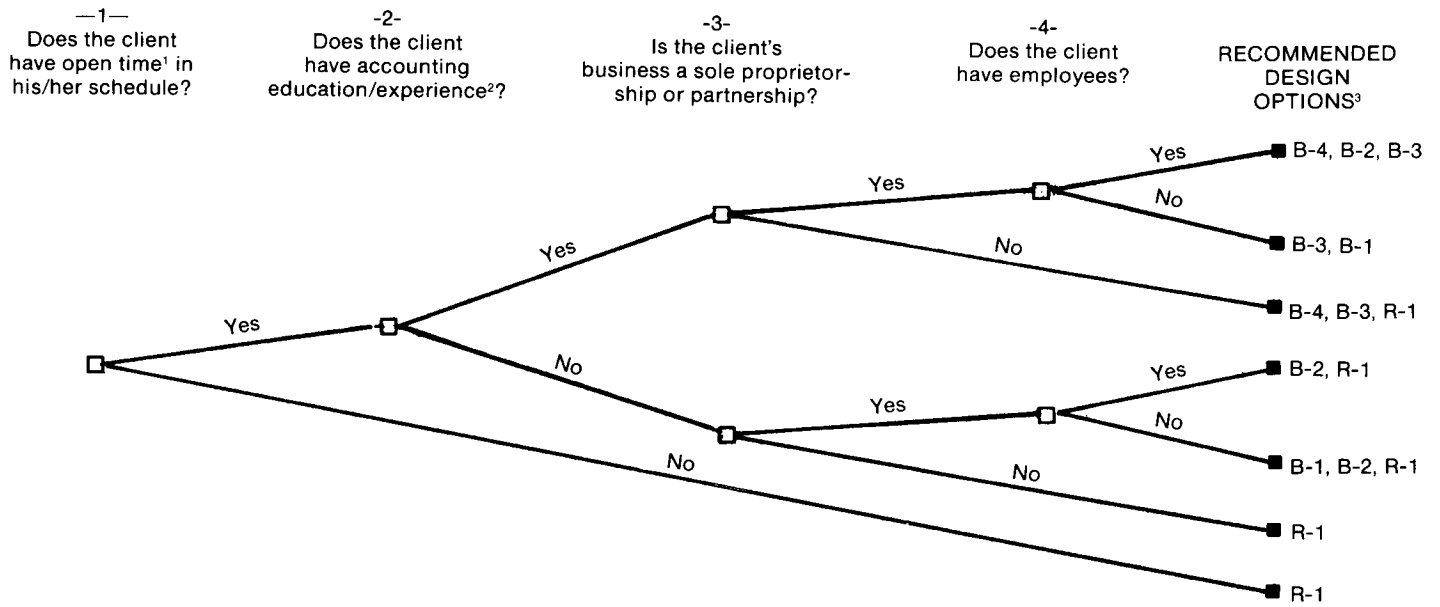 —1—
Does the client
have open time¹ in
his/her schedule?
-2-
Does the client
have accounting
education/experience²?
-3-
Is the client's
business a sole proprietor-
ship or partnership?
-4-
Does the client
have employees?
RECOMMENDED
DESIGN
OPTIONS³
Yes
B-4, B-2, B-3
Yes
No
Yes
B-3, B-1
No
B-4, B-3, R-1
Yes
Yes
B-2, R-1
No
Yes
No
B-1, B-2, R-1
No
No
R-1
R-1